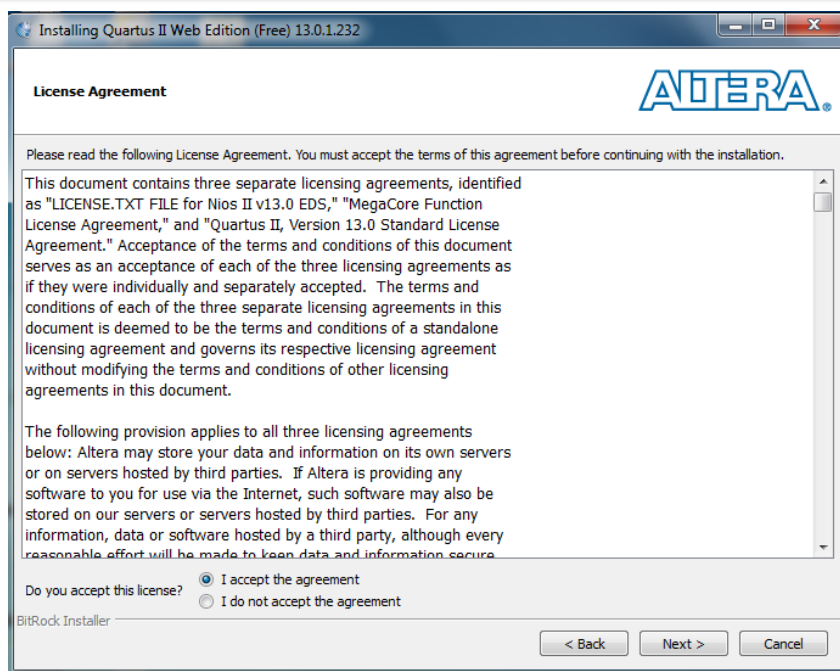 Installing Quartus II Web Edition (Free) 13.0.1.232
License Agreement
ALTERA®
Please read the following License Agreement. You must accept the terms of this agreement before continuing with the installation.
This document contains three separate licensing agreements, identified
as "LICENSE.TXT FILE for Nios II v13.0 EDS," "MegaCore Function
License Agreement," and "Quartus II, Version 13.0 Standard License
Agreement." Acceptance of the terms and conditions of this document
serves as an acceptance of each of the three licensing agreements as
if they were individually and separately accepted.  The terms and
conditions of each of the three separate licensing agreements in this
document is deemed to be the terms and conditions of a standalone
licensing agreement and governs its respective licensing agreement
without modifying the terms and conditions of other licensing
agreements in this document.
The following provision applies to all three licensing agreements
below: Altera may store your data and information on its own servers
or on servers hosted by third parties.  If Altera is providing any
software to you for use via the Internet, such software may also be
stored on our servers or servers hosted by third parties.  For any
information, data or software hosted by a third party, although every
reasonable effort will be made to keep data and information secure
Do you accept this license?
I accept the agreement
I do not accept the agreement
BitRock Installer
< Back
Next >
Cancel